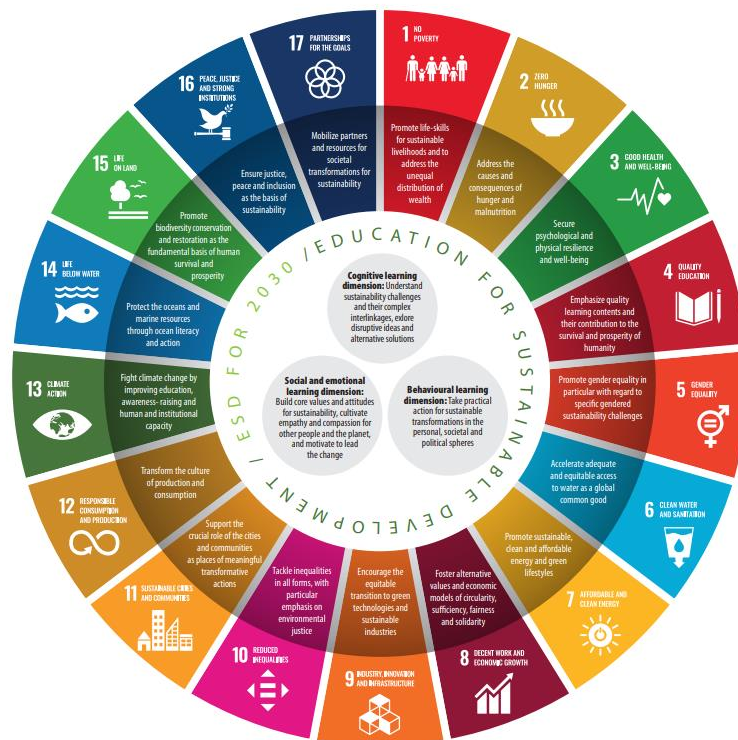 1 NO
POVERTY
Promote life-skills
for sustainable
livelihoods and to
address the
unequal
distribution of
wealth
2 ZERO
HUNGER
Address the
causes and
consequences of
hunger and
malnutrition
3 GOOD HEALTH
AND WELL-BEING
Secure
psychological and
physical resilience
and well-being
4 QUALITY
EDUCATION
Emphasize quality
learning contents and
their contribution to the
survival and prosperity of
humanity
5 GENDER
EQUALITY
Promote gender equality in
particular with regard to
specific gendered
sustainability challenges
6 CLEAN WATER
AND SANITATION
Accelerate adequate
and equitable access
to water as a global
common good
7 AFFORDABLE AND
CLEAN ENERGY
Promote sustainable,
clean and affordable
energy and green
lifestyles
8 DECENT WORK AND
ECONOMIC GROWTH
Foster alternative
values and economic
models of circularity,
sufficiency, fairness
and solidarity
9 INDUSTRY, INNOVATION
AND INFRASTRUCTURE
Encourage the
equitable
transition to green
technologies and
sustainable
industries
10 REDUCED
INEQUALITIES
Tackle inequalities
in all forms, with
particular
emphasis on
environmental
justice
11 SUSTAINABLE CITIES
AND COMMUNITIES
Support the
crucial role of the cities
and communities
as places of meaningful
transformative
actions
12 RESPONSIBLE
CONSUMPTION
AND PRODUCTION
Transform the culture
of production and
consumption
13 CLIMATE
ACTION
Fight climate change by
improving education,
awareness- raising and
human and institutional
capacity
14 LIFE
BELOW WATER
Protect the oceans and
marine resources
through ocean literacy
and action
15 LIFE
ON LAND
Promote
biodiversity conservation
and restoration as the
fundamental basis of human
survival and
prosperity
16 PEACE, JUSTICE
AND STRONG
INSTITUTIONS
Ensure justice,
peace and inclusion
as the basis of
sustainability
17 PARTNERSHIPS
FOR THE GOALS
Mobilize partners
and resources for
societal
transformations for
sustainability
/ ESD FOR 2030 / EDUCATION FOR SUSTAINABLE DEVELOPMENT
Cognitive learning
dimension: Understand
sustainability challenges
and their complex
interlinkages, exlore
disruptive ideas and
alternative solutions
Social and emotional
learning dimension:
Build core values and attitudes
for sustainability, cultivate
empathy and compassion for
other people and the planet,
and motivate to lead
the change
Behavioural learning
dimension: Take practical
action for sustainable
transformations in the
personal, societal and
political spheres